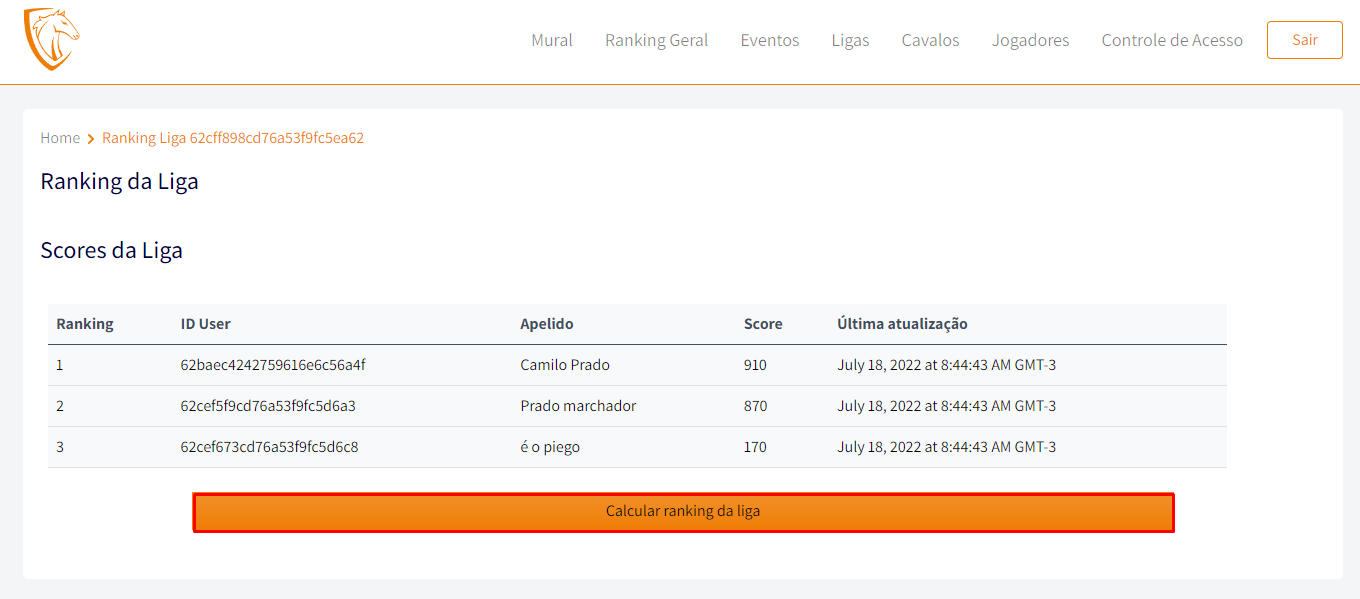 Mural Ranking Geral Eventos Ligas Cavalos Jogadores Controle de Acesso Sair
Home Ranking Liga 62cff898cd76a53f9fc5ea62
Ranking da Liga
Scores da Liga
Ranking ID User Apelido Score Última atualização
1 62baec4242759616e6c56a4f Camilo Prado 910 July 18, 2022 at 8:44:43 AM GMT-3
2 62cef5f9cd76a53f9fc5d6a3 Prado marchador 870 July 18, 2022 at 8:44:43 AM GMT-3
3 62cef673cd76a53f9fc5d6c8 é o piego 170 July 18, 2022 at 8:44:43 AM GMT-3
Calcular ranking da liga